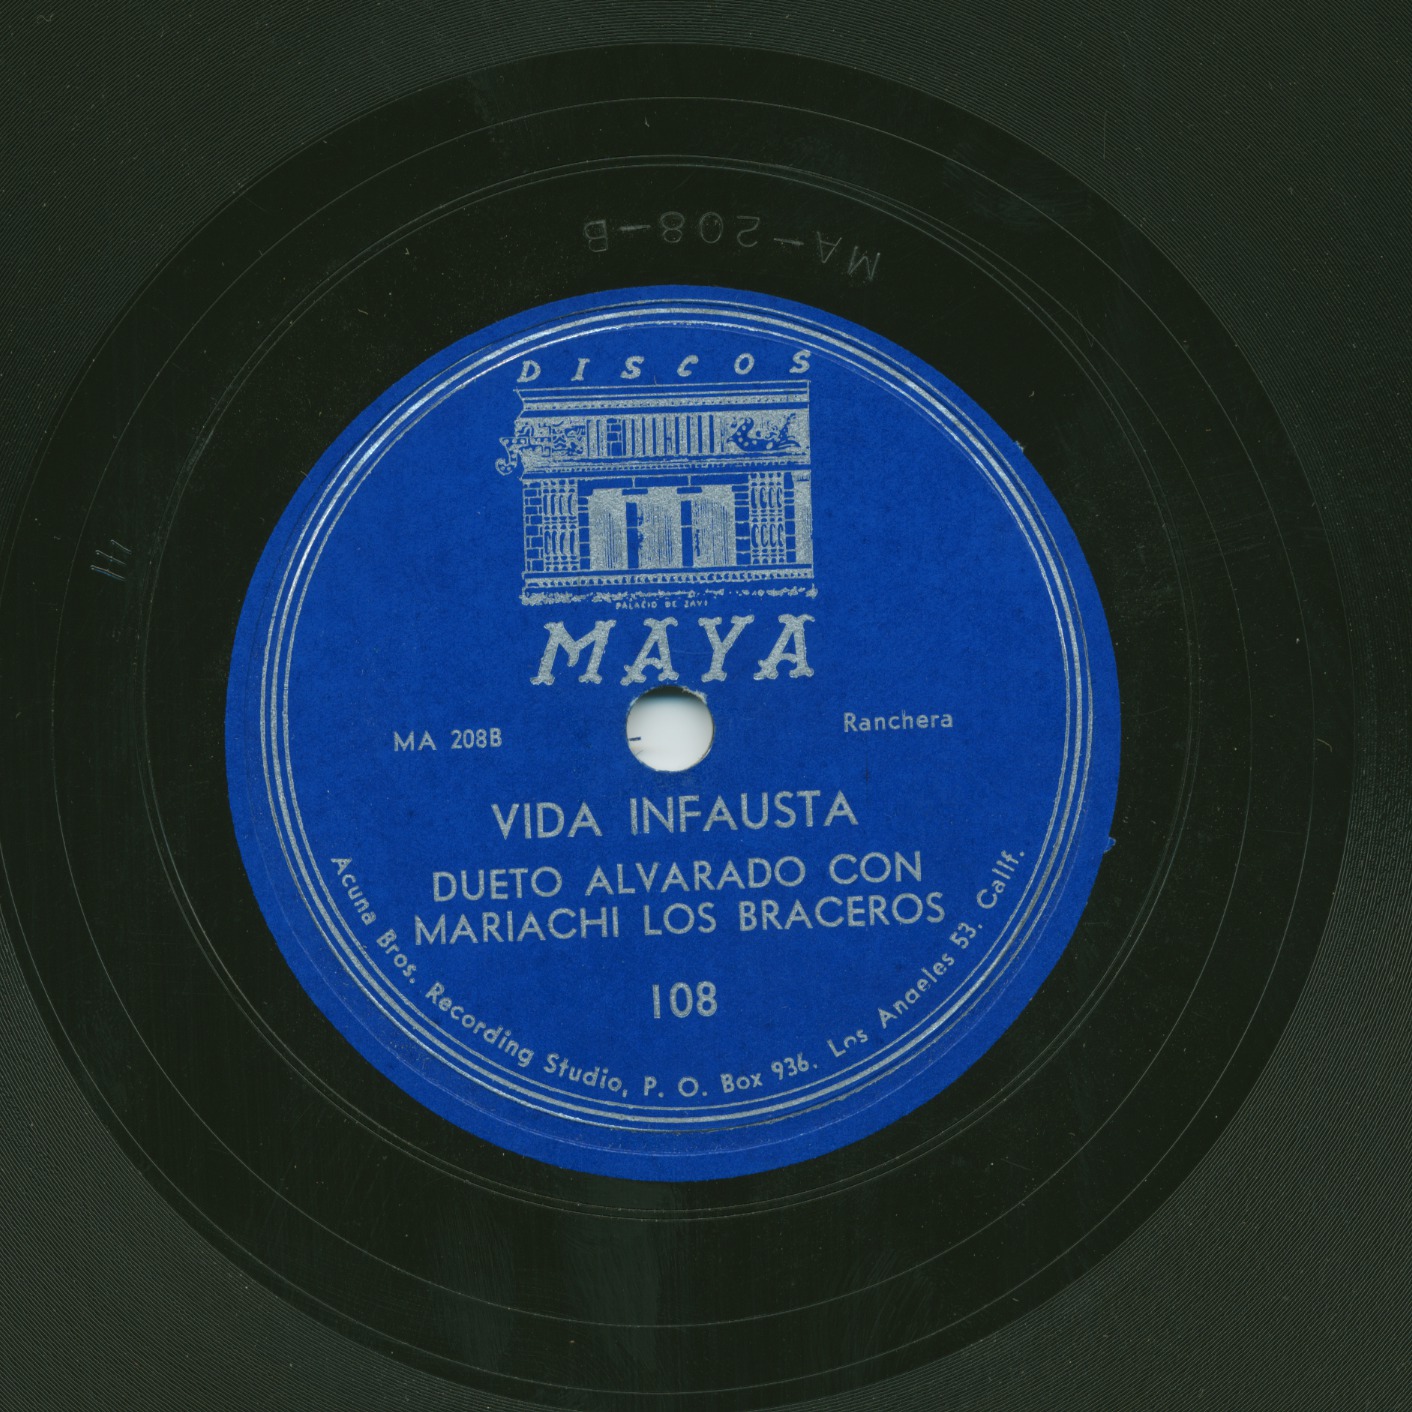 MA-208-B
DISCOS
PALACIO DE ZAYI
MAYA
MA 208B
Ranchera
VIDA INFAUSTA
DUETO ALVARADO CON
MARIACHI LOS BRACEROS
108
Acuna Bros. Recording Studio, P. O. Box 936. Los Angeles 53. Calif.